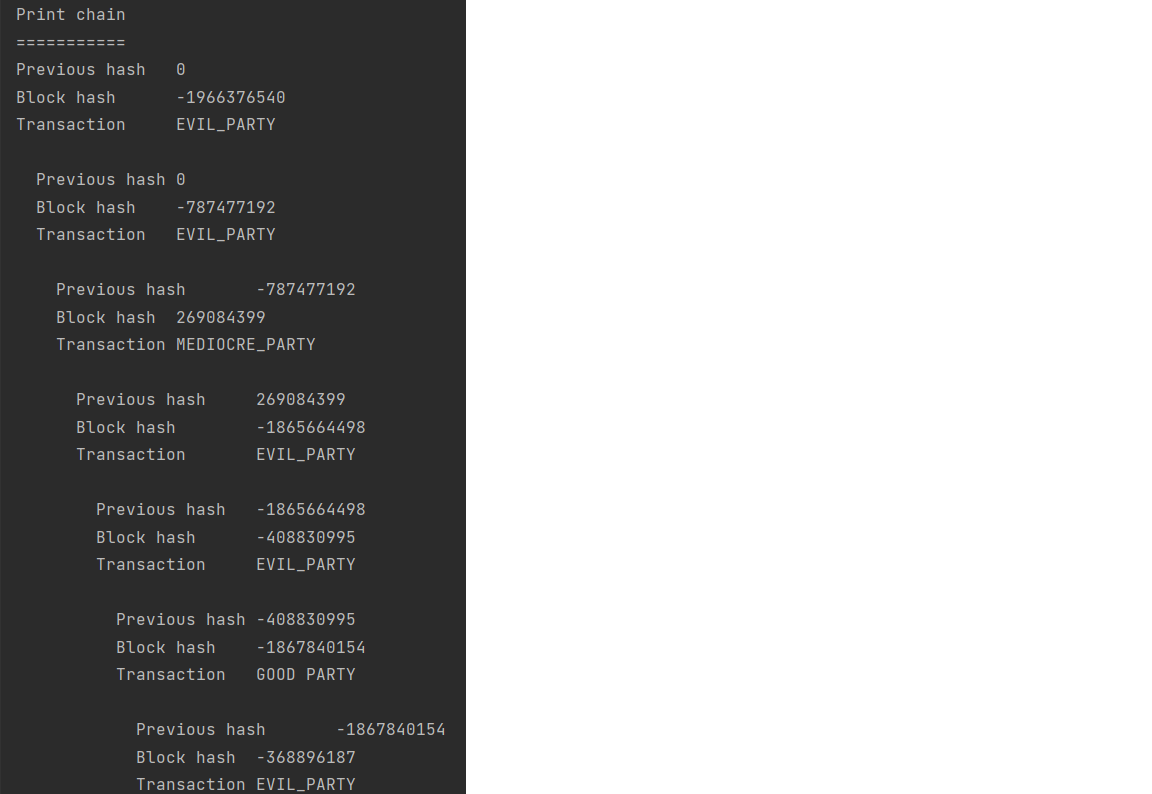 Print chain
===========
Previous hash   0
Block hash      -1966376540
Transaction     EVIL_PARTY

  Previous hash 0
  Block hash    -787477192
  Transaction   EVIL_PARTY

    Previous hash       -787477192
    Block hash  269084399
    Transaction MEDIOCRE_PARTY

      Previous hash     269084399
      Block hash        -1865664498
      Transaction       EVIL_PARTY

        Previous hash   -1865664498
        Block hash      -408830995
        Transaction     EVIL_PARTY

          Previous hash -408830995
          Block hash    -1867840154
          Transaction   GOOD PARTY

            Previous hash       -1867840154
            Block hash  -368896187
            Transaction EVIL_PARTY